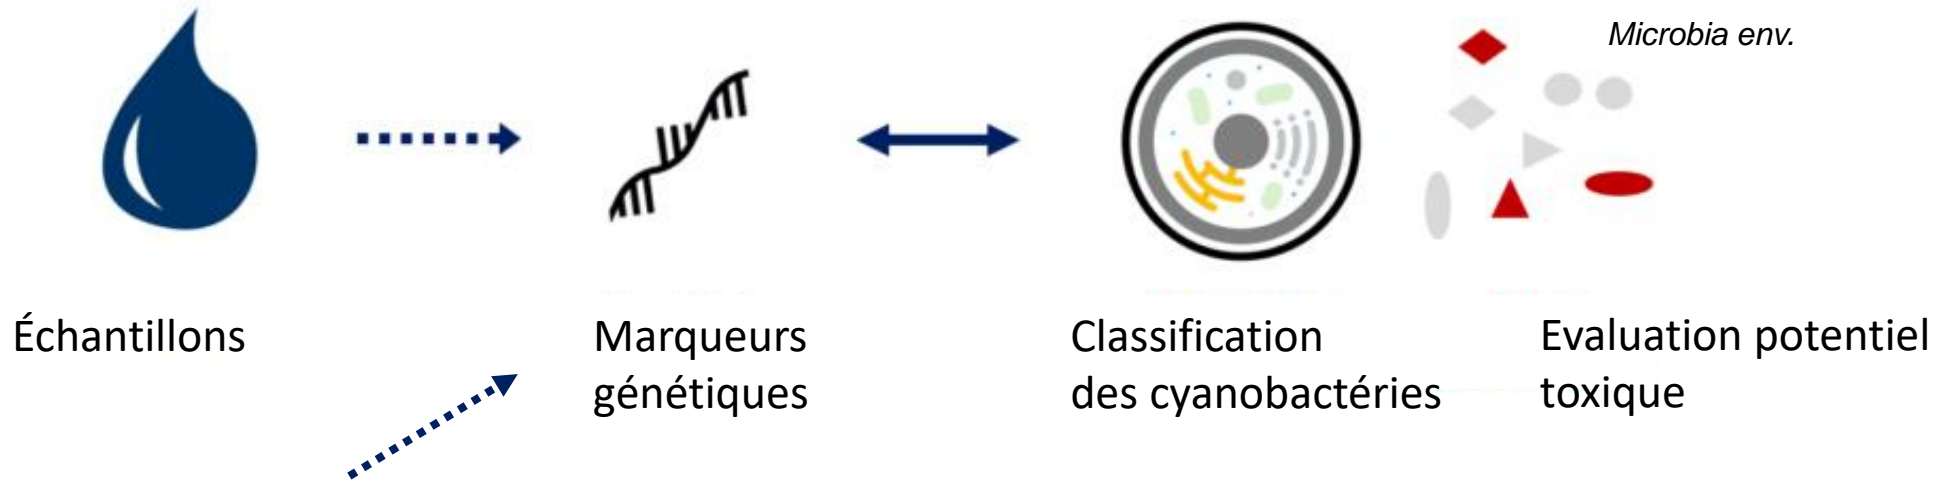 Microbia env.
Échantillons
Marqueurs
génétiques
Classification
des cyanobactéries
Evaluation potentiel
toxique